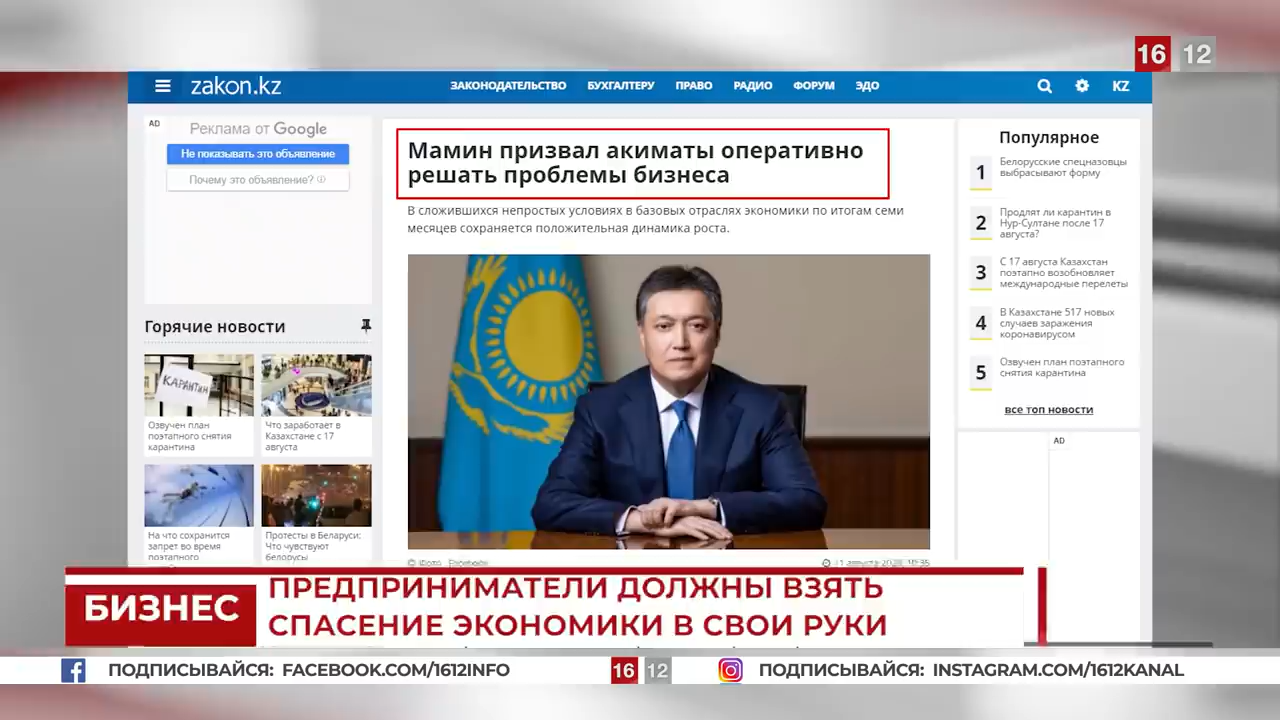 16 12
zakon.kz
ЗАКОНОДАТЕЛЬСТВО БУХГАЛТЕРУ ПРАВО РАДИО ФОРУМ ЭДО
KZ
AD
Реклама от Google
Не показывать это объявление
Почему это объявление?
Горячие новости
КАРАНТИН
Озвучен план
поэтапного снятия
карантина
Что заработает в
Казахстане с 17
августа
На что сохранится
запрет во время
поэтапного
Протесты в Беларуси:
Что чувствуют
белорусы
Мамин призвал акиматы оперативно
решать проблемы бизнеса
В сложившихся непростых условиях в базовых отраслях экономики по итогам семи
месяцев сохраняется положительная динамика роста.
Популярное
1
Белорусские спецназовцы
выбрасывают форму
2
Продлят ли карантин в
Нур-Султане после 17
августа?
3
С 17 августа Казахстан
поэтапно возобновляет
международные перелеты
4
В Казахстане 517 новых
случаев заражения
коронавирусом
5
Озвучен план поэтапного
снятия карантина
все топ новости
AD
БИЗНЕС
ПРЕДПРИНИМАТЕЛИ ДОЛЖНЫ ВЗЯТЬ
СПАСЕНИЕ ЭКОНОМИКИ В СВОИ РУКИ
ПОДПИСЫВАЙСЯ: FACEBOOK.COM/1612INFO
16 12
ПОДПИСЫВАЙСЯ: INSTAGRAM.COM/1612KANAL